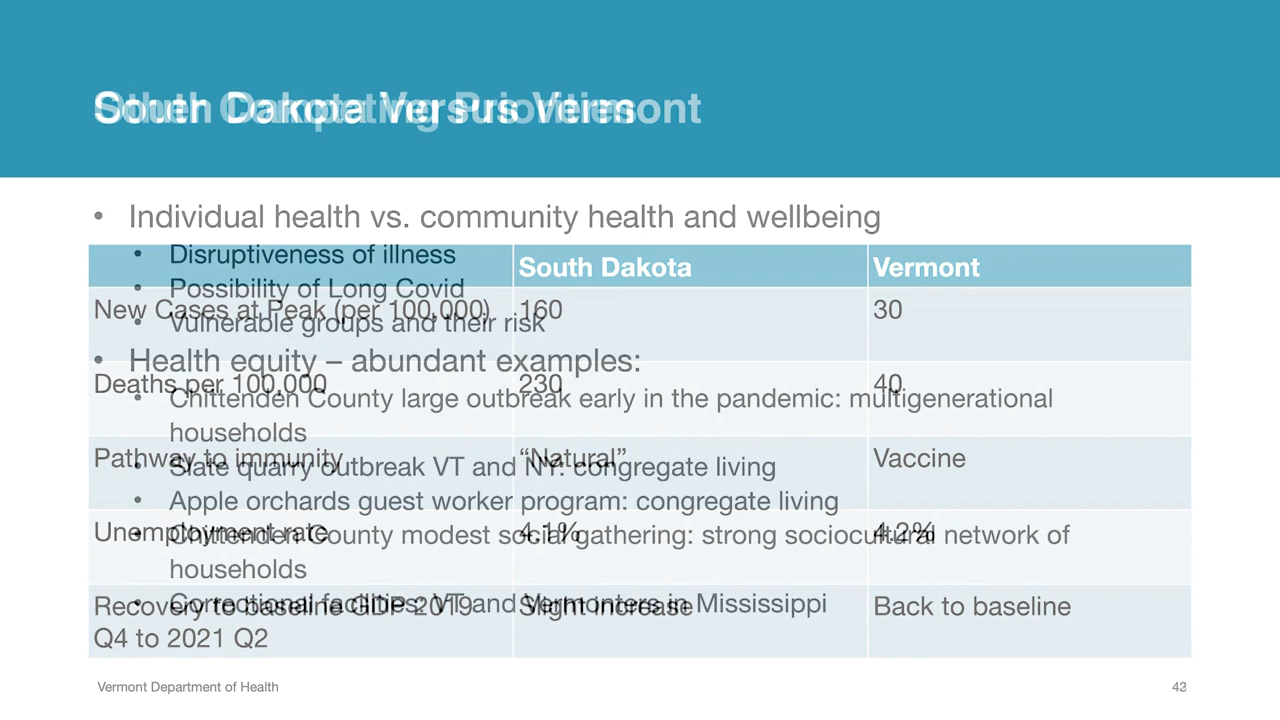 South Dakota Versus Vermont
Other Competing Priorities
• Individual health vs. community health and wellbeing
• Disruptiveness of illness
• Possibility of Long Covid
• Vulnerable groups and their risk
• Health equity – abundant examples:
• Chittenden County large outbreak early in the pandemic: multigenerational
households
• Slate quarry outbreak VT and NY: congregate living
• Apple orchards guest worker program: congregate living
• Chittenden County modest social gathering: strong sociocultural network of
households
• Correctional facilities: VT and Vermonters in Mississippi
South Dakota Vermont
New Cases at Peak (per 100,000) 160 30
Deaths per 100,000 230 40
Pathway to immunity “Natural” Vaccine
Unemployment rate 4.1% 4.2%
Recovery to baseline GDP 2019 Slight increase Back to baseline
Q4 to 2021 Q2
Vermont Department of Health